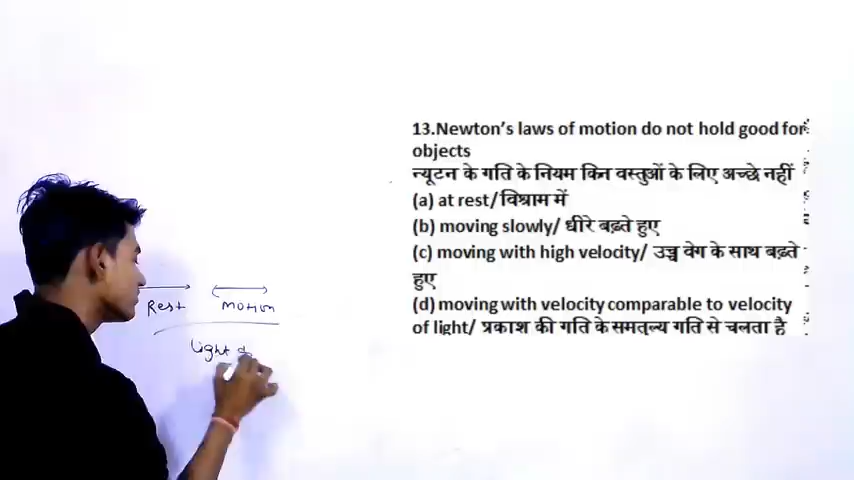 13.Newton's laws of motion do not hold good for
objects
न्यूटन के गति के नियम किन वस्तुओं के लिए अच्छे नहीं
(a) at rest/विश्राम में
(b) moving slowly/ धीरे बढ़ते हुए
(c) moving with high velocity/ उच्च वेग के साथ बढ़ते
हुए
(d) moving with velocity comparable to velocity
of light/ प्रकाश की गति के समतुल्य गति से चलता है
Rest motion
light